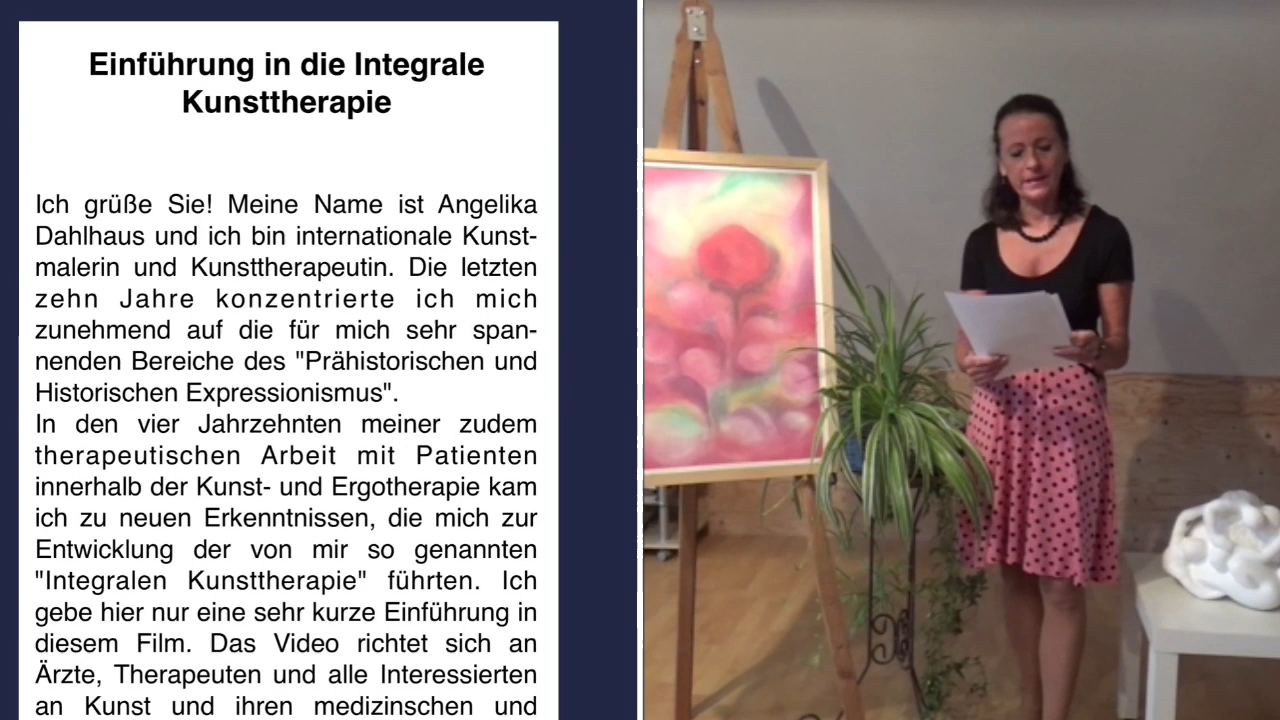 Einführung in die Integrale
Kunsttherapie
Ich grüße Sie! Meine Name ist Angelika
Dahlhaus und ich bin internationale Kunst-
malerin und Kunsttherapeutin. Die letzten
zehn Jahre konzentrierte ich mich
zunehmend auf die für mich sehr span-
nenden Bereiche des "Prähistorischen und
Historischen Expressionismus".
In den vier Jahrzehnten meiner zudem
therapeutischen Arbeit mit Patienten
innerhalb der Kunst- und Ergotherapie kam
ich zu neuen Erkenntnissen, die mich zur
Entwicklung der von mir so genannten
"Integralen Kunsttherapie" führten. Ich
gebe hier nur eine sehr kurze Einführung in
diesem Film. Das Video richtet sich an
Ärzte, Therapeuten und alle Interessierten
an Kunst und ihren medizinschen und